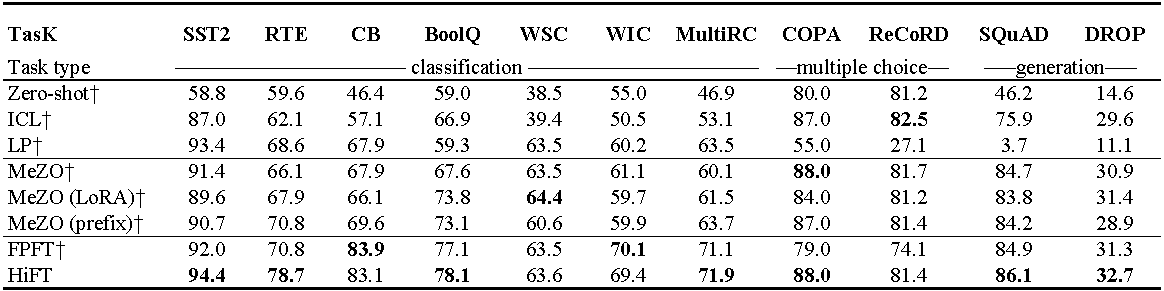 TasK SST2 RTE CB BoolQ WSC WIC MultiRC COPA ReCoRD SQuAD DROP
Task type classification multiple choice generation
Zero-shot† 58.8 59.6 46.4 59.0 38.5 55.0 46.9 80.0 81.2 46.2 14.6
ICL† 87.0 62.1 57.1 66.9 39.4 50.5 53.1 87.0 82.5 75.9 29.6
LP† 93.4 68.6 67.9 59.3 63.5 60.2 63.5 55.0 27.1 3.7 11.1
MeZO† 91.4 66.1 67.9 67.6 63.5 61.1 60.1 88.0 81.7 84.7 30.9
MeZO (LoRA)† 89.6 67.9 66.1 73.8 64.4 59.7 61.5 84.0 81.2 83.8 31.4
MeZO (prefix)† 90.7 70.8 69.6 73.1 60.6 59.9 63.7 87.0 81.4 84.2 28.9
FPFT† 92.0 70.8 83.9 77.1 63.5 70.1 71.1 79.0 74.1 84.9 31.3
HiFT 94.4 78.7 83.1 78.1 63.6 69.4 71.9 88.0 81.4 86.1 32.7